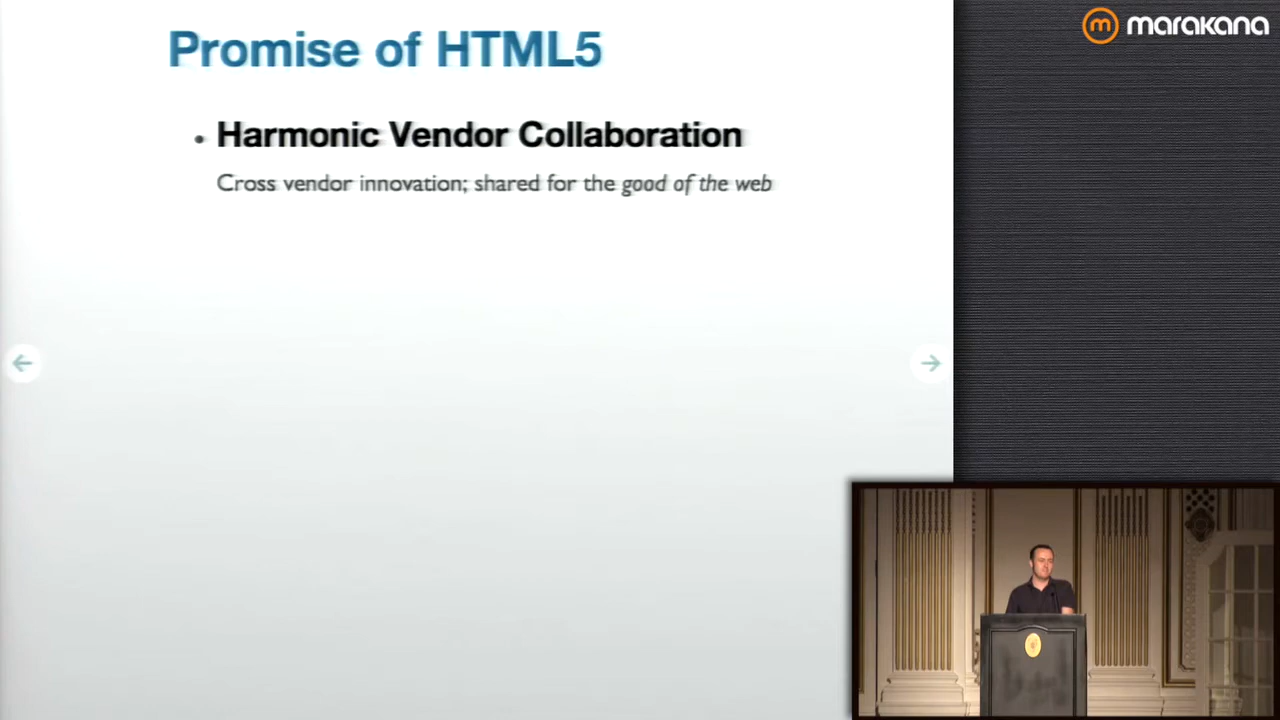 Promise of HTML5
marakana
• Harmonic Vendor Collaboration
Cross vendor innovation; shared for the good of the web